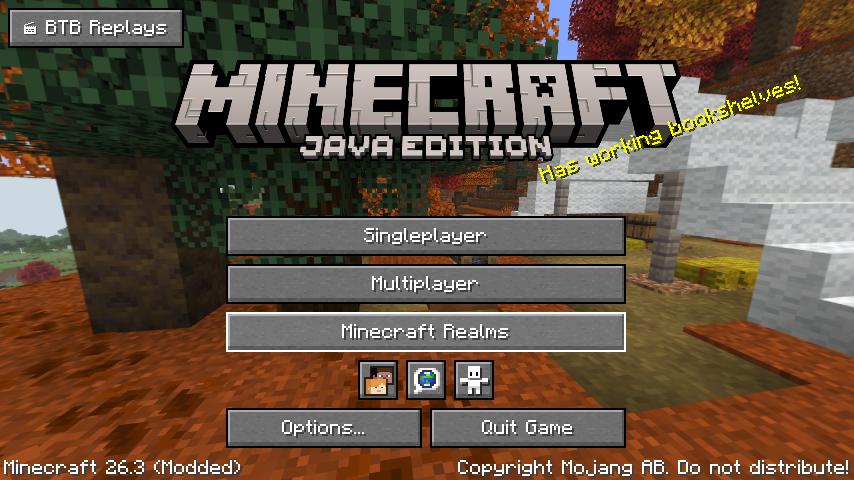 BTB Replays
MINECRAFT
JAVA EDITION
Has working bookshelves!
Singleplayer
Multiplayer
Minecraft Realms
Options...
Quit Game
Minecraft 26.3 (Modded)
Copyright Mojang AB. Do not distribute!